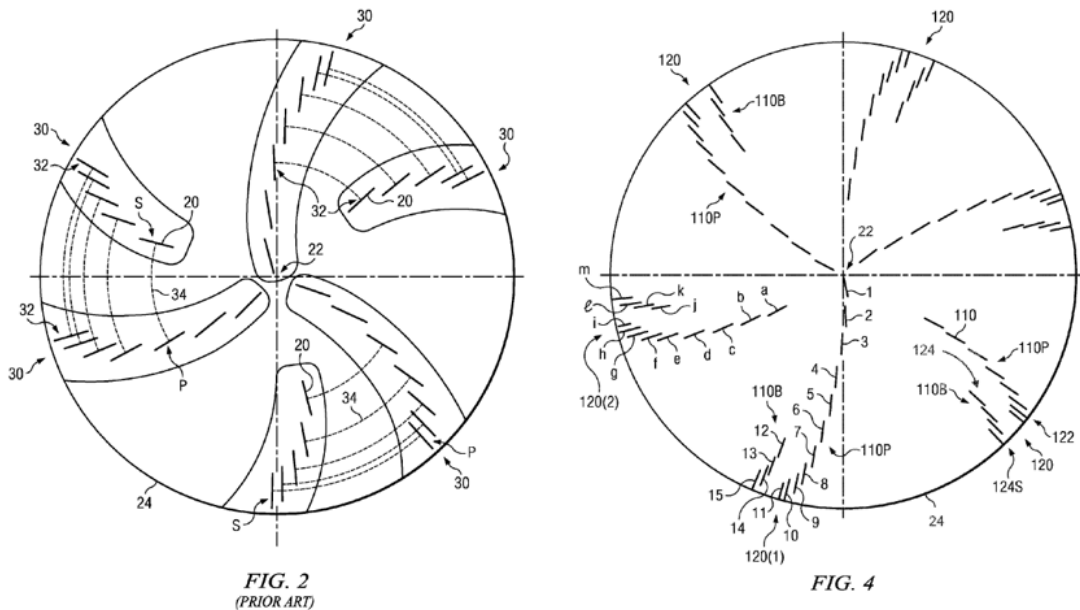 30
120
30
32
S
20
34
32
30
P
24
S
32
20
22
30
20
34
P
30
FIG. 2
(PRIOR ART)
120
110B
110P
22
m
k
l
j
i
h
g
f
e
d
c
b
a
120(2)
1
2
3
4
5
6
7
8
9
10
11
12
13
14
15
110B
110P
120(1)
110
110P
124
110B
122
120
124S
24
FIG. 4